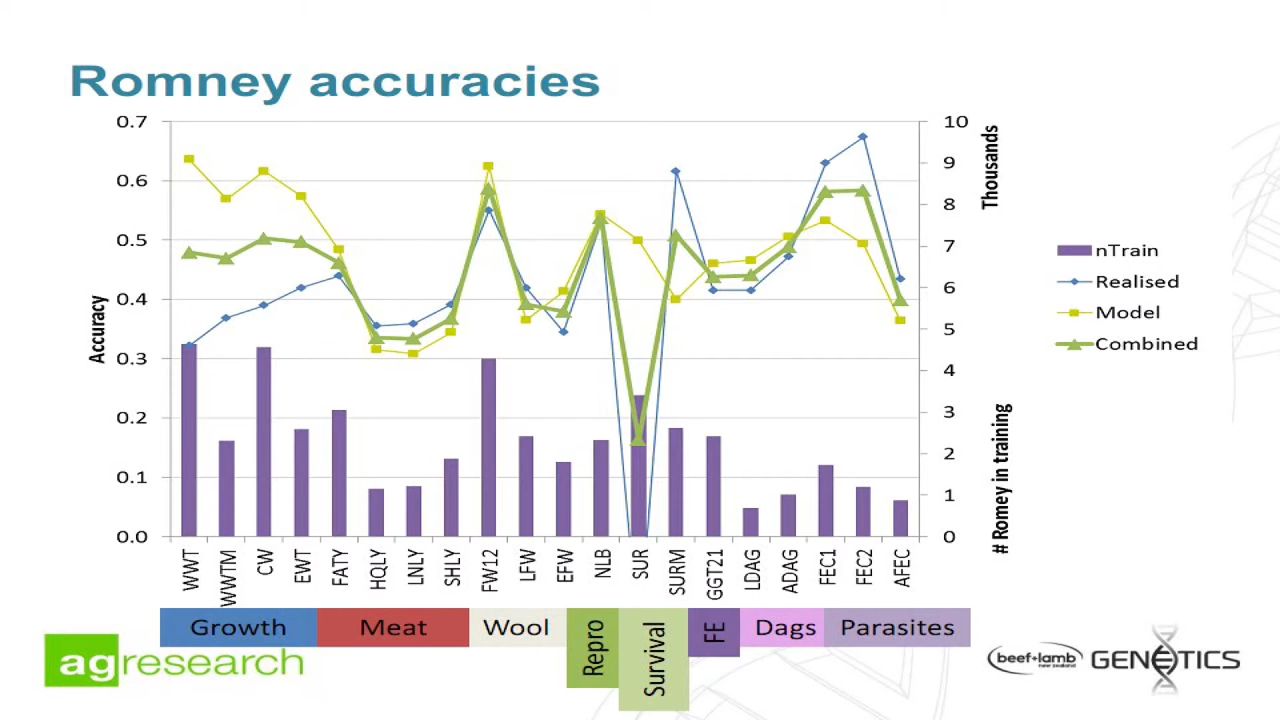 Romney accuracies
0.7
0.6
0.5
0.4
0.3
0.2
0.1
0.0
Accuracy
10
9
8
7
6
5
4
3
2
1
0
Thousands
# Romey in training
nTrain
Realised
Model
Combined
WWT
WWTM
CW
EWT
FATY
HQLY
LNLY
SHLY
FW12
LFW
EFW
NLB
SUR
SURM
GGT21
LDAG
ADAG
FEC1
FEC2
AFEC
Growth
Meat
Wool
Repro
Survival
FE
Dags
Parasites
agresearch
beef+lamb
new zealand
GENETICS